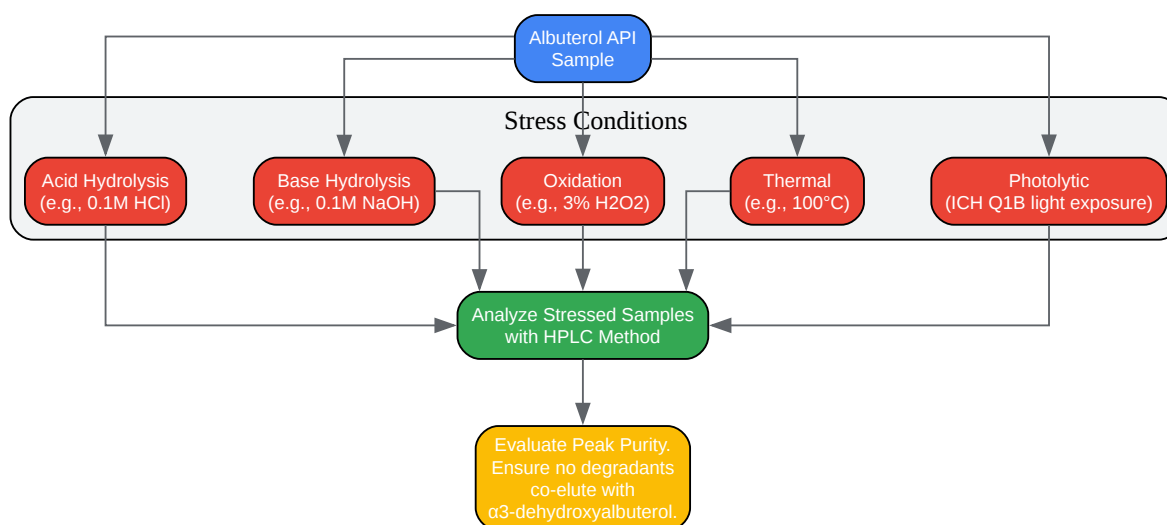 Albuterol API
Sample
Stress Conditions
Acid Hydrolysis
(e.g., 0.1M HCl)
Base Hydrolysis
(e.g., 0.1M NaOH)
Oxidation
(e.g., 3% H2O2)
Thermal
(e.g., 100°C)
Photolytic
(ICH Q1B light exposure)
Analyze Stressed Samples
with HPLC Method
Evaluate Peak Purity.
Ensure no degradants
co-elute with
α3-dehydroxyalbuterol.